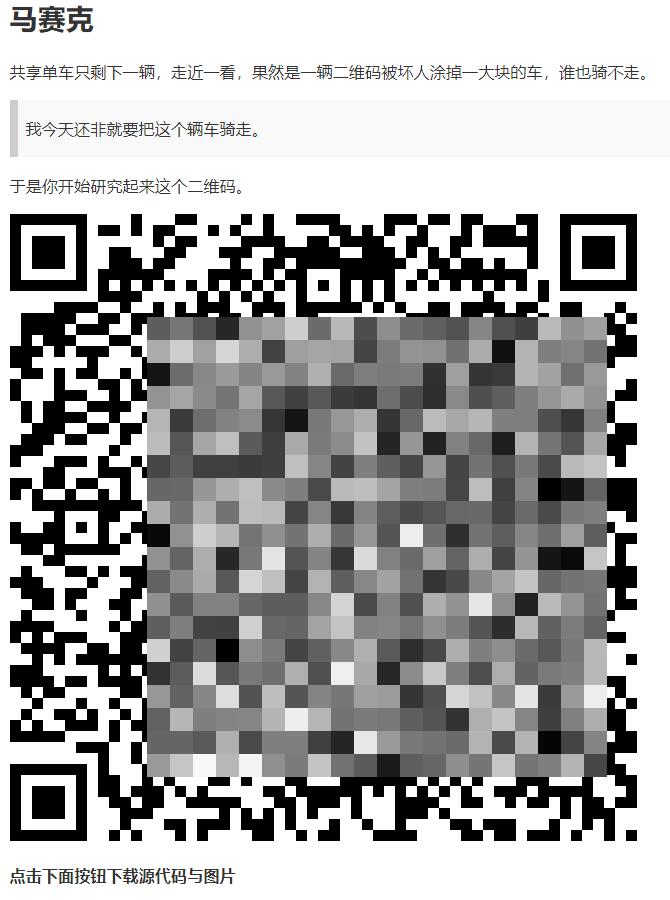 马赛克
共享单车只剩下一辆，走近一看，果然是一辆二维码被坏人涂掉一大块的车，谁也骑不走。
我今天还非就要把这个辆车骑走。
于是你开始研究起来这个二维码。
点击下面按钮下载源代码与图片